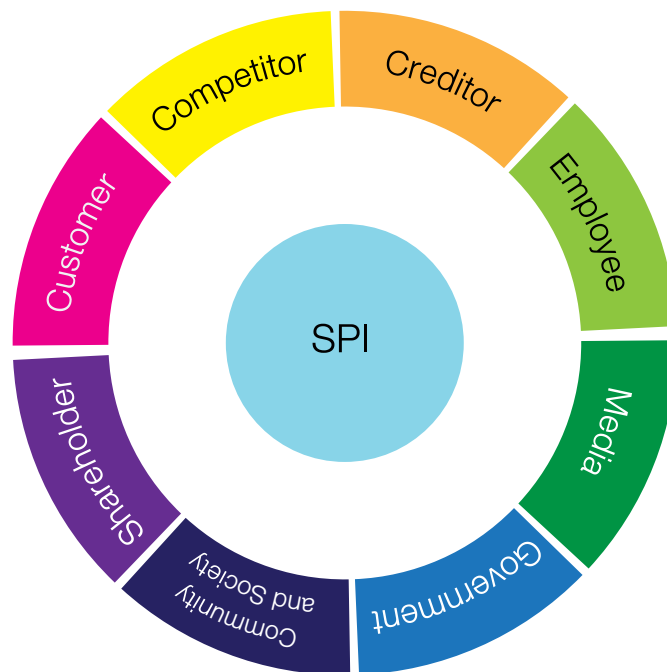 Competitor
Creditor
Employee
Media
Government
Community
and Society
Shareholder
Customer
SPI